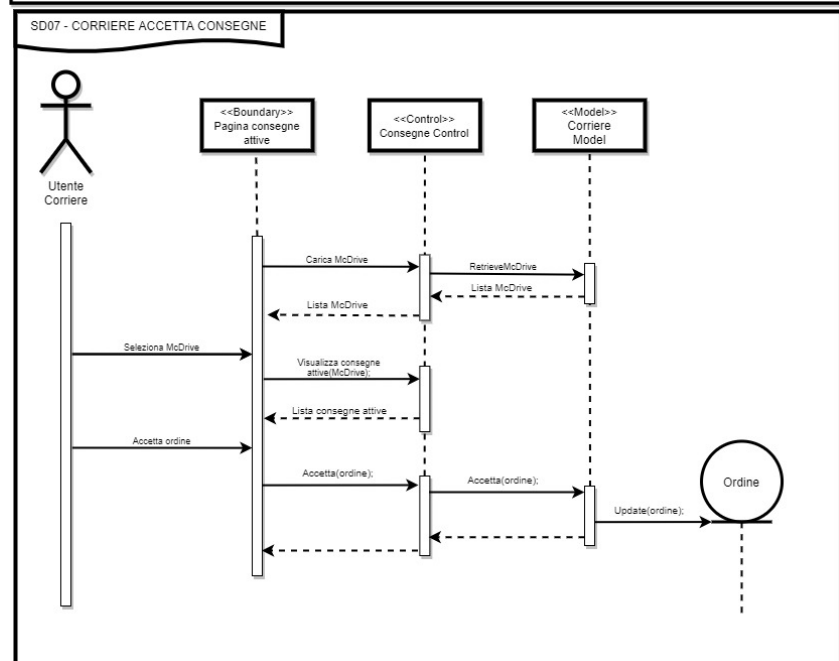 SD07 - CORRIERE ACCETTA CONSEGNE
<<Boundary>>
Pagina consegne
attive
<<Control>>
Consegne Control
<<Model>>
Corriere
Model
Utente
Corriere
Carica McDrive
RetrieveMcDrive
Lista McDrive
Lista McDrive
Seleziona McDrive
Visualizza consegne
attive(McDrive);
Lista consegne attive
Accetta ordine
Accetta(ordine);
Accetta(ordine);
Ordine
Update(ordine);